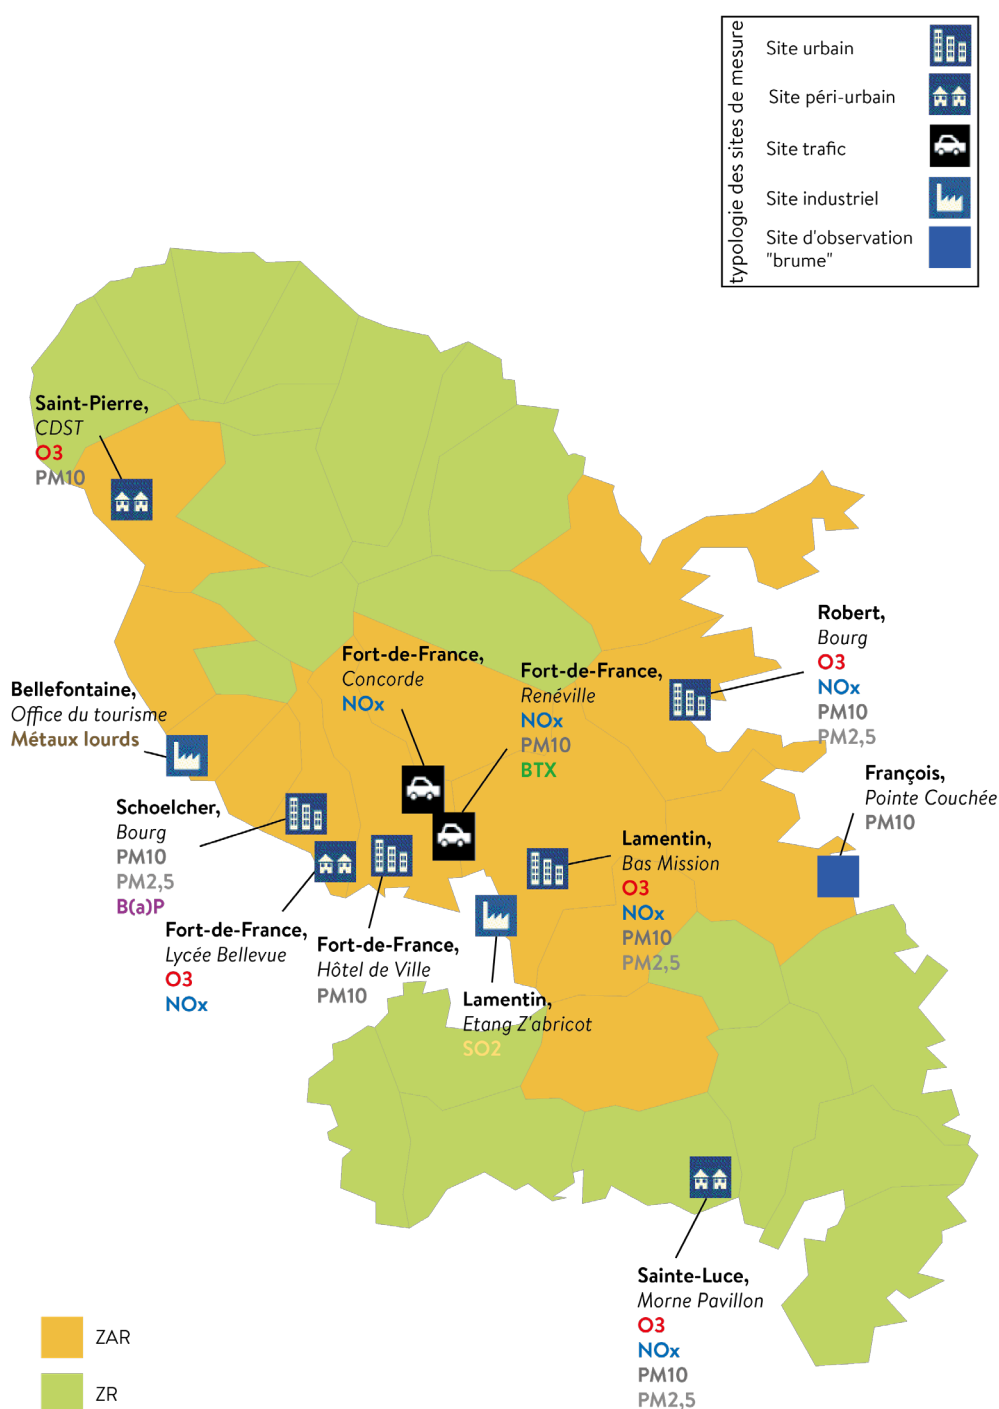 typologie des sites de mesure
Site urbain
Site péri-urbain
Site trafic
Site industriel
Site d'observation
"brume"
Saint-Pierre,
CDST
O3
PM10
Robert,
Bourg
O3
NOx
PM10
PM2,5
Fort-de-France,
Concorde
NOx
Fort-de-France,
Renéville
NOx
PM10
BTX
Bellefontaine,
Office du tourisme
Métaux lourds
François,
Pointe Couchée
PM10
Schoelcher,
Bourg
PM10
PM2,5
B(a)P
Lamentin,
Bas Mission
O3
NOx
PM10
PM2,5
Fort-de-France,
Lycée Bellevue
O3
NOx
Fort-de-France,
Hôtel de Ville
PM10
Lamentin,
Etang Z'abricot
SO2
Sainte-Luce,
Morne Pavillon
O3
NOx
PM10
PM2,5
ZAR
ZR